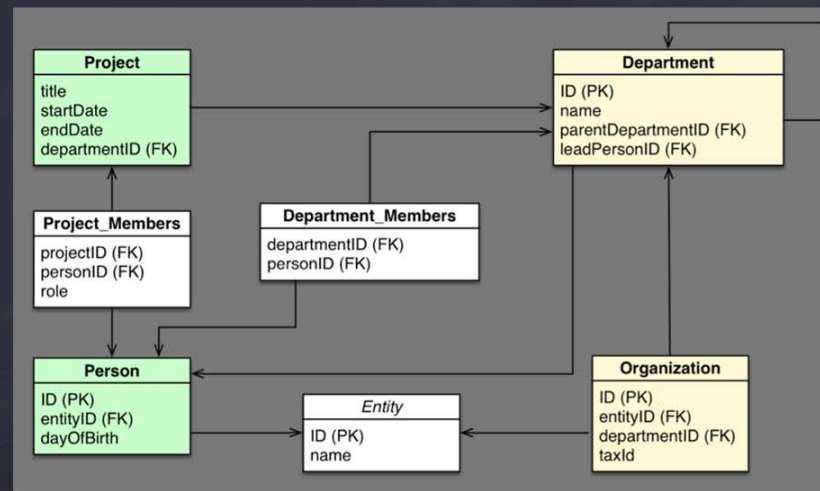 Project
title
startDate
endDate
departmentID (FK)
Department
ID (PK)
name
parentDepartmentID (FK)
leadPersonID (FK)
Project_Members
projectID (FK)
personID (FK)
role
Department_Members
departmentID (FK)
personID (FK)
Person
ID (PK)
entityID (FK)
dayOfBirth
Entity
ID (PK)
name
Organization
ID (PK)
entityID (FK)
departmentID (FK)
taxId